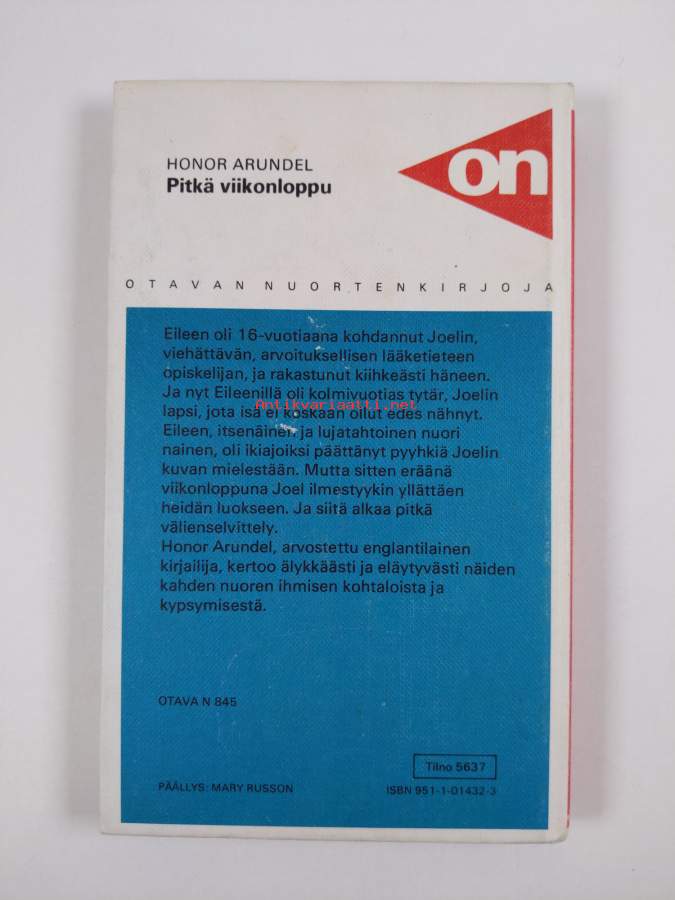 HONOR ARUNDEL
Pitkä viikonloppu
on
OTAVAN NUORTENKIRJOJA
Eileen oli 16-vuotiaana kohdannut Joelin,
viehättävän, arvoituksellisen lääketieteen
opiskelijan, ja rakastunut kiihkeästi häneen.
Ja nyt Eileenillä oli kolmivuotias tytär, Joelin
Antikvariaatti.net
lapsi, jota isä ei koskaan ollut edes nähnyt.
Eileen, itsenäinen ja lujatahtoinen nuori
nainen, oli ikiajoiksi päättänyt pyyhkiä Joelin
kuvan mielestään. Mutta sitten eräänä
viikonloppuna Joel ilmestyykin yllättäen
heidän luokseen. Ja siitä alkaa pitkä
välienselvittely.
Honor Arundel, arvostettu englantilainen
kirjailija, kertoo älykkäästi ja eläytyvästi näiden
kahden nuoren ihmisen kohtaloista ja
kypsymisestä.
OTAVA N 845
Tilno 5637
PÄÄLLYS: MARY RUSSON
ISBN 951-1-01432-3